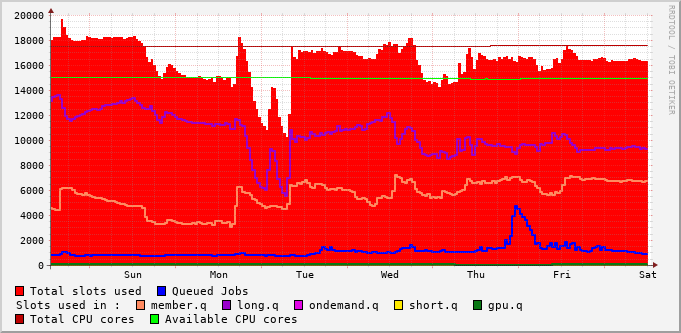 20000
18000
16000
14000
12000
10000
8000
6000
4000
2000
0
Sun Mon Tue Wed Thu Fri Sat
RRDTOOL / TOBI OETIKER
Total slots used Queued Jobs
Slots used in : member.q long.q ondemand.q short.q gpu.q
Total CPU cores Available CPU cores